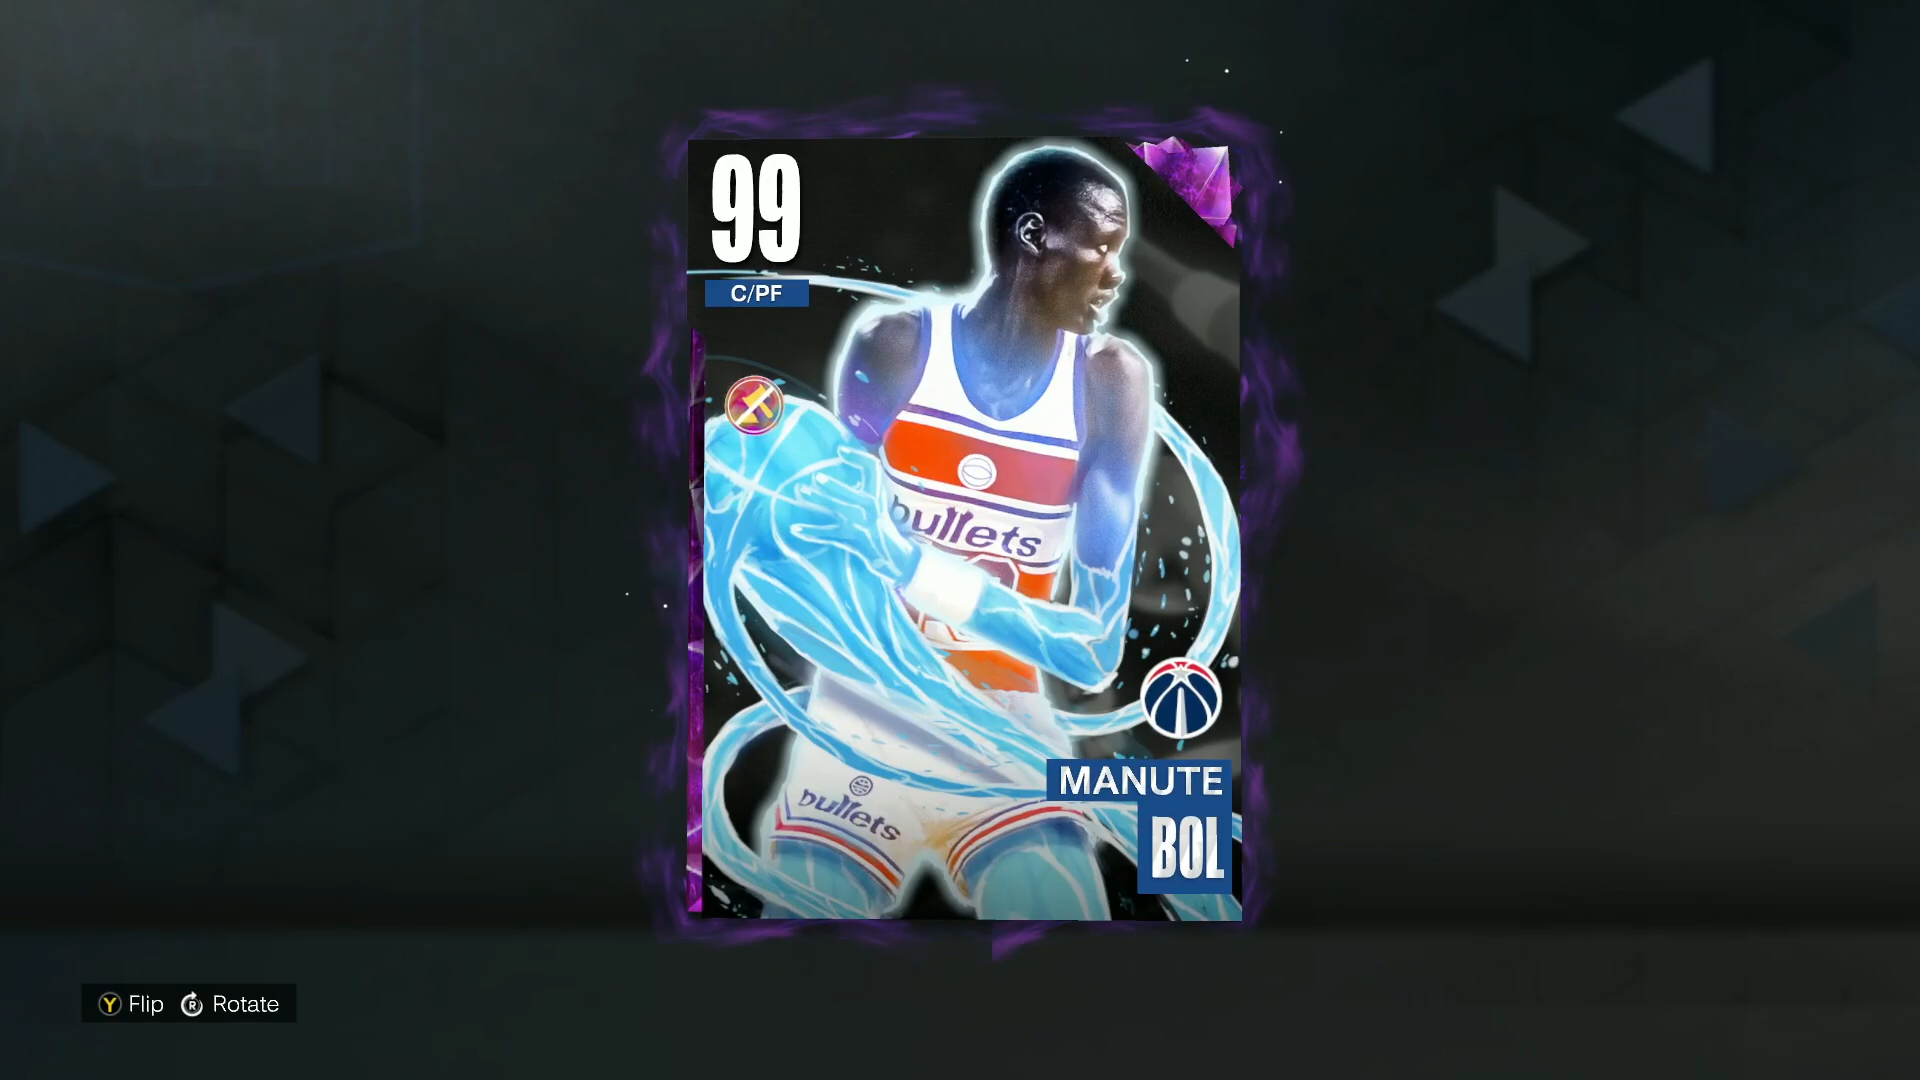 99
C/PF
bullets
bullets
MANUTE
BOL
Y Flip R Rotate